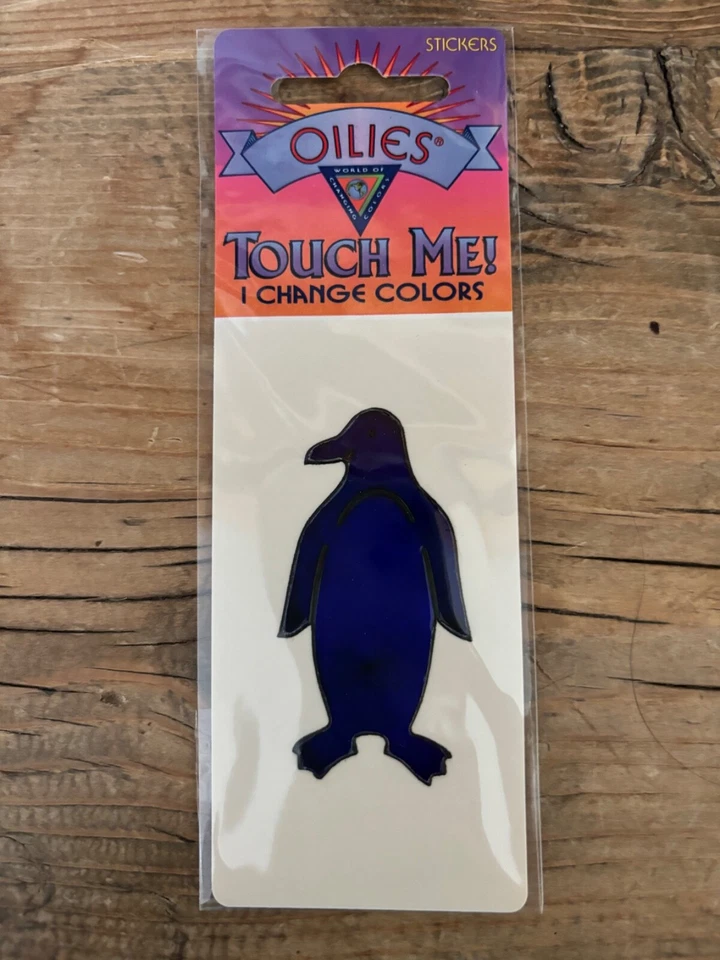 STICKERS
OILIES®
WORLD OF
CHANGING
COLORS
TOUCH ME!
I CHANGE COLORS